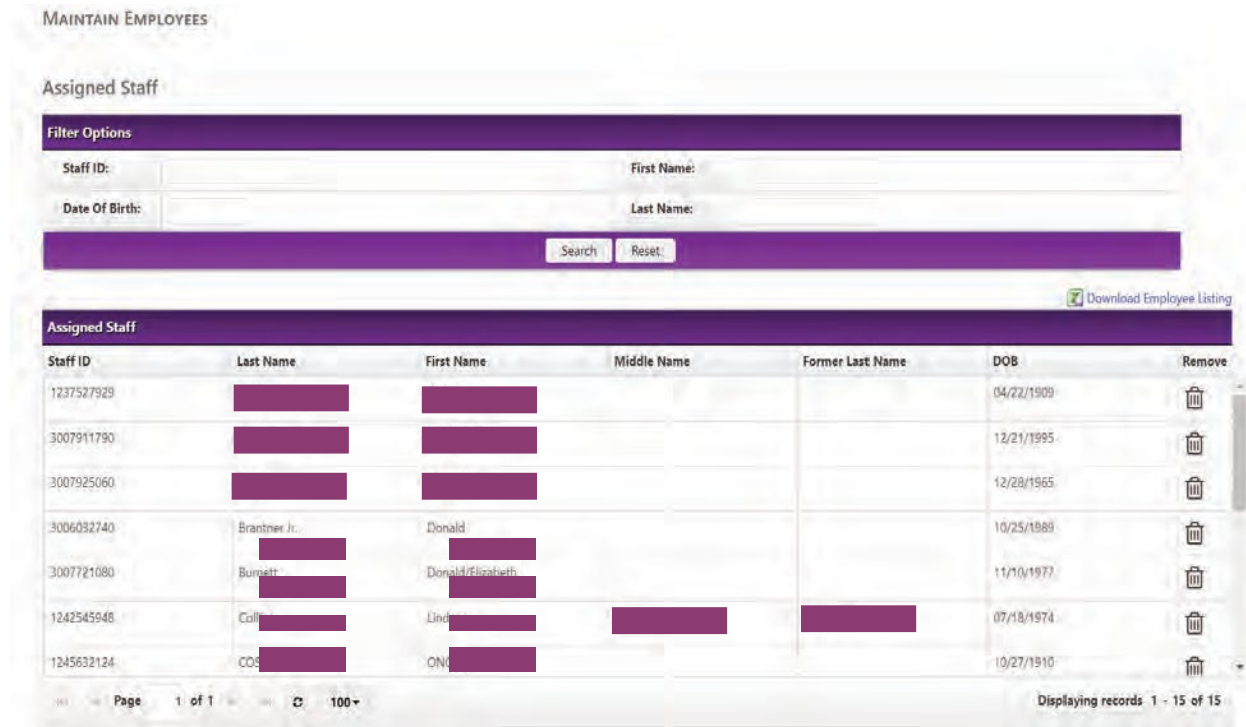 MAINTAIN EMPLOYEES
Assigned Staff
Filter Options
Staff ID: First Name:
Date Of Birth: Last Name:
Search Reset
Download Employee Listing
Assigned Staff
Staff ID Last Name First Name Middle Name Former Last Name DOB Remove
1237527929 04/22/1909
3007911790 12/21/1995
3007925060 12/28/1965
3006032740 Brantner Jr. Donald 10/25/1989
3007721080 Burnett Donald/Elizabeth 11/10/1977
1242545948 Coll Lind 07/18/1974
1245632124 COS 10/27/1910
Page 1 of 1 100 Displaying records 1 - 15 of 15